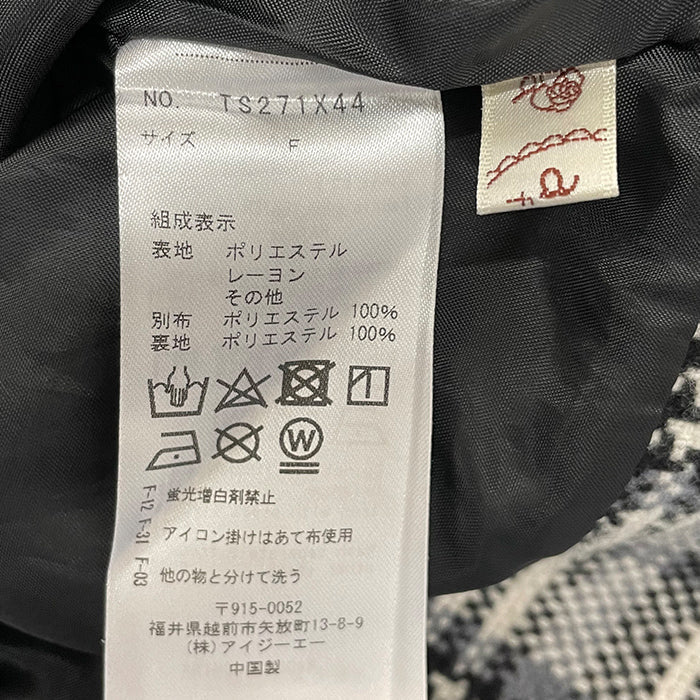 NO. TS271X44
サイズ F
組成表示
表地 ポリエステル
レーヨン
その他
別布 ポリエステル 100%
裏地 ポリエステル 100%
W
F-12 蛍光増白剤禁止
F-31 アイロン掛けはあて布使用
F-03 他の物と分けて洗う
〒915-0052
福井県越前市矢放町13-8-9
(株)アイジーエー
中国製